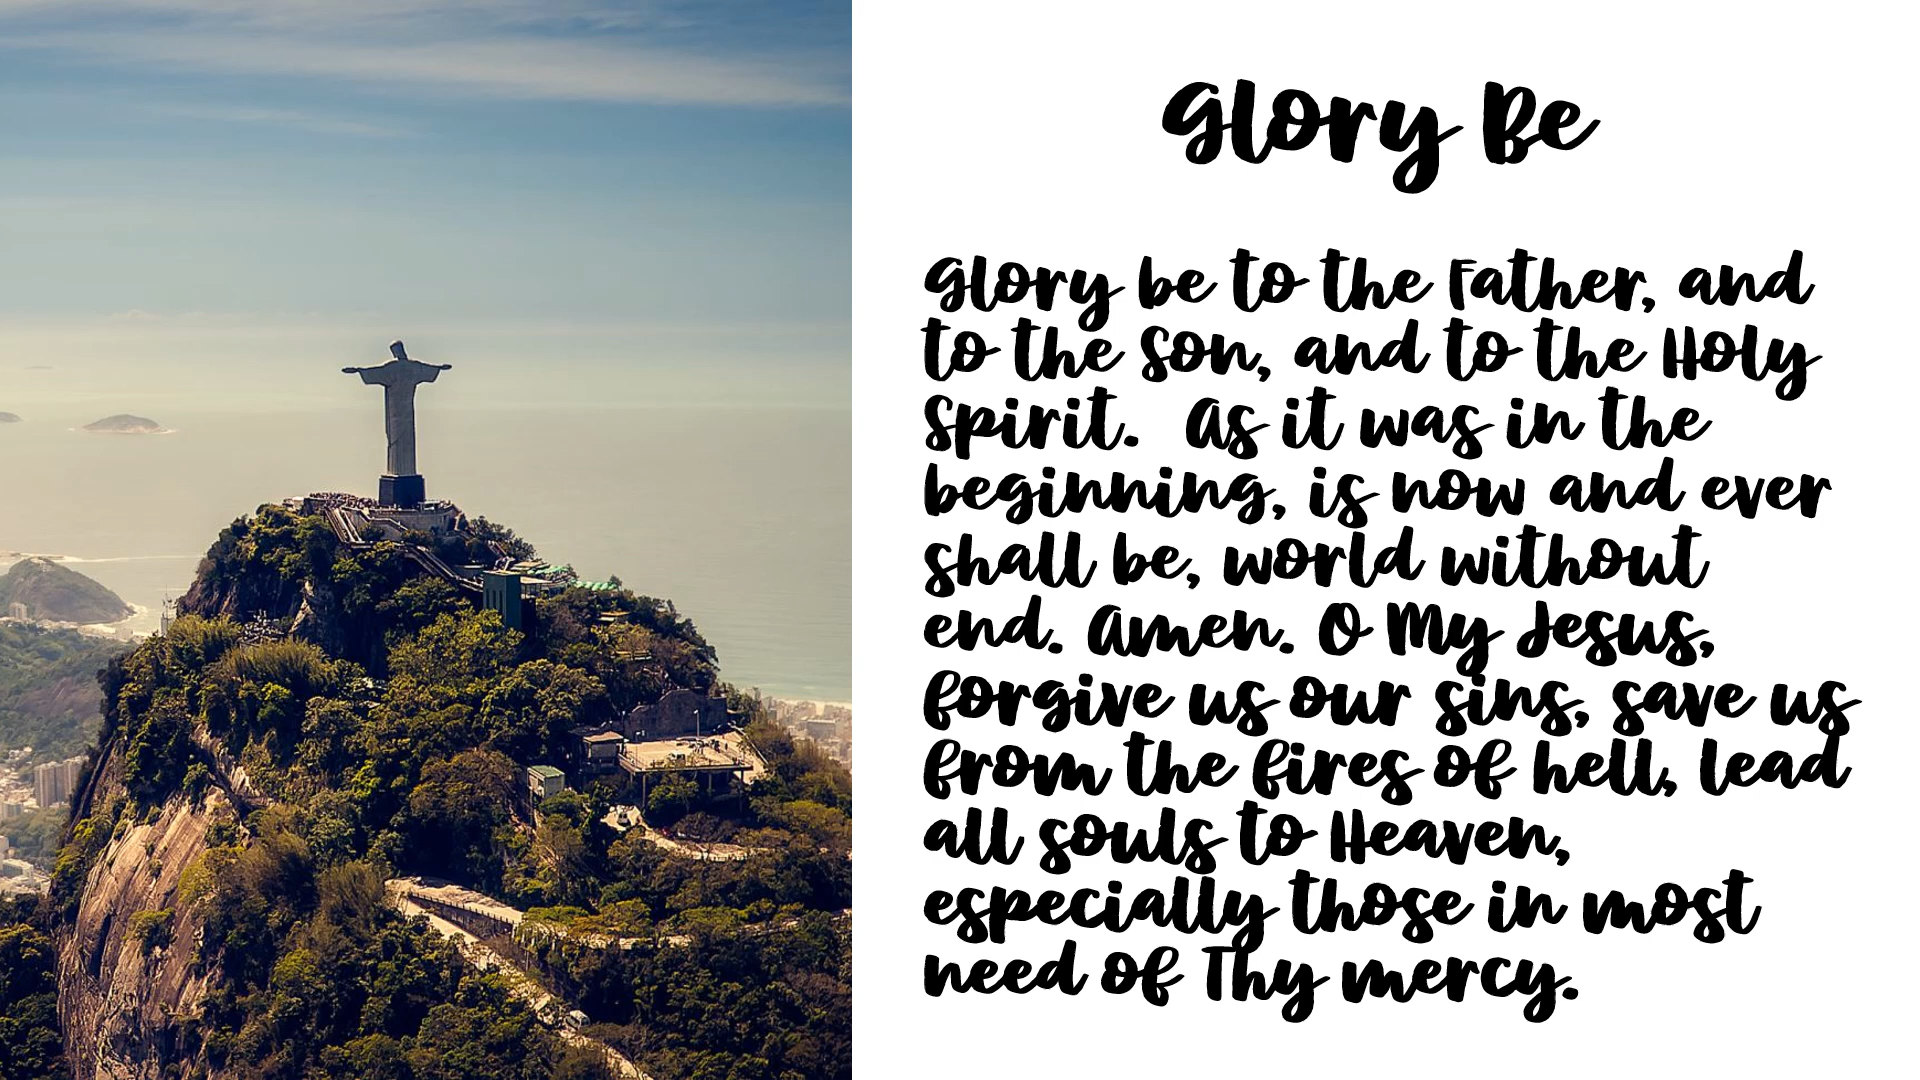 Glory Be
Glory be to the Father, and
to the Son, and to the Holy
Spirit.  As it was in the
beginning, is now and ever
shall be, world without
end. Amen. O My Jesus,
forgive us our sins, save us
from the fires of hell, lead
all souls to Heaven,
especially those in most
need of Thy mercy.